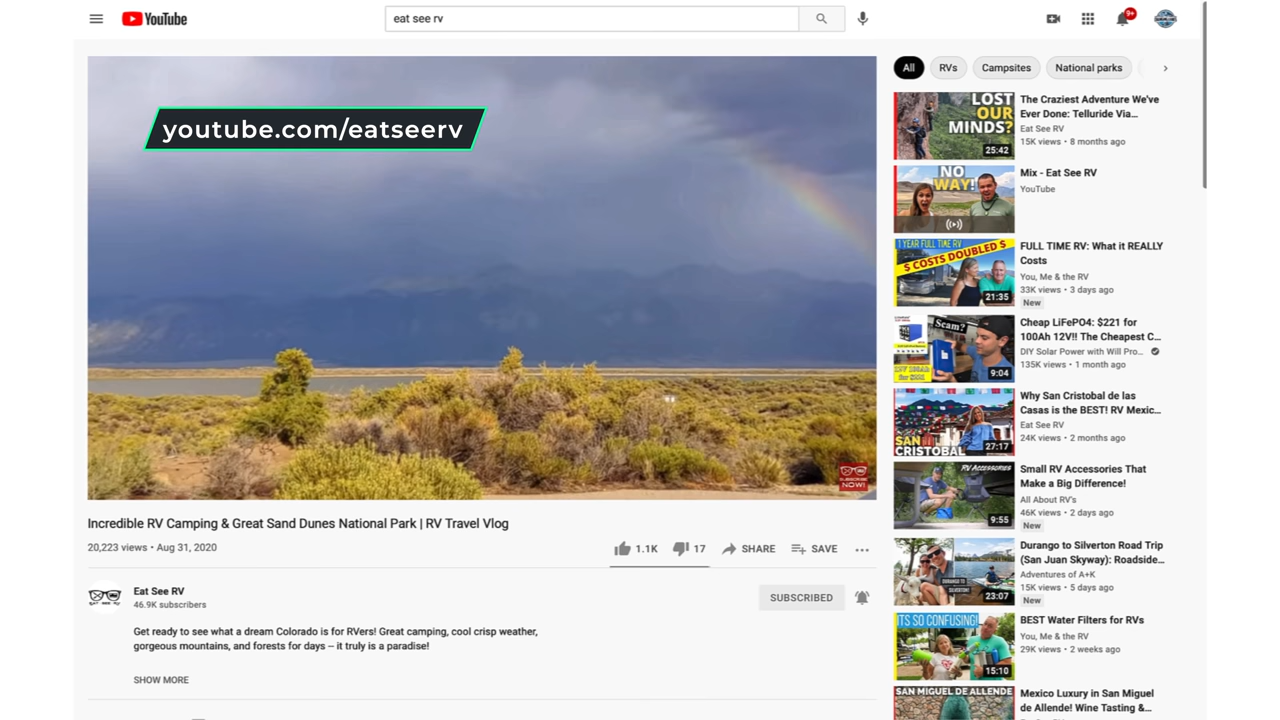 YouTube
eat see rv
9+
youtube.com/eatseerv
SUBSCRIBE
NOW!
Incredible RV Camping & Great Sand Dunes National Park | RV Travel Vlog
20,223 views • Aug 31, 2020
1.1K
17
SHARE
SAVE
Eat See RV
46.9K subscribers
SUBSCRIBED
Get ready to see what a dream Colorado is for RVers! Great camping, cool crisp weather,
gorgeous mountains, and forests for days -- it truly is a paradise!
SHOW MORE
All
RVs
Campsites
National parks
LOST
OUR
MINDS?
25:42
The Craziest Adventure We've
Ever Done: Telluride Via...
Eat See RV
15K views • 8 months ago
NO
WAY!
Mix - Eat See RV
YouTube
1 YEAR FULL TIME RV
$ COSTS DOUBLED $
21:35
FULL TIME RV: What it REALLY
Costs
You, Me & the RV
33K views • 3 days ago
New
Scam?
9:04
Cheap LiFePO4: $221 for
100Ah 12V!! The Cheapest C...
DIY Solar Power with Will Pro...
135K views • 1 month ago
SAN
CRISTOBAL
27:17
Why San Cristobal de las
Casas is the BEST! RV Mexic...
Eat See RV
24K views • 2 months ago
RV ACCESSORIES
9:55
Small RV Accessories That
Make a Big Difference!
All About RV's
46K views • 2 days ago
New
DURANGO TO
SILVERTON!
23:07
Durango to Silverton Road Trip
(San Juan Skyway): Roadside...
Adventures of A+K
15K views • 5 days ago
New
ITS SO CONFUSING!
15:10
BEST Water Filters for RVs
You, Me & the RV
29K views • 2 weeks ago
SAN MIGUEL DE ALLENDE
Mexico Luxury in San Miguel
de Allende! Wine Tasting &...